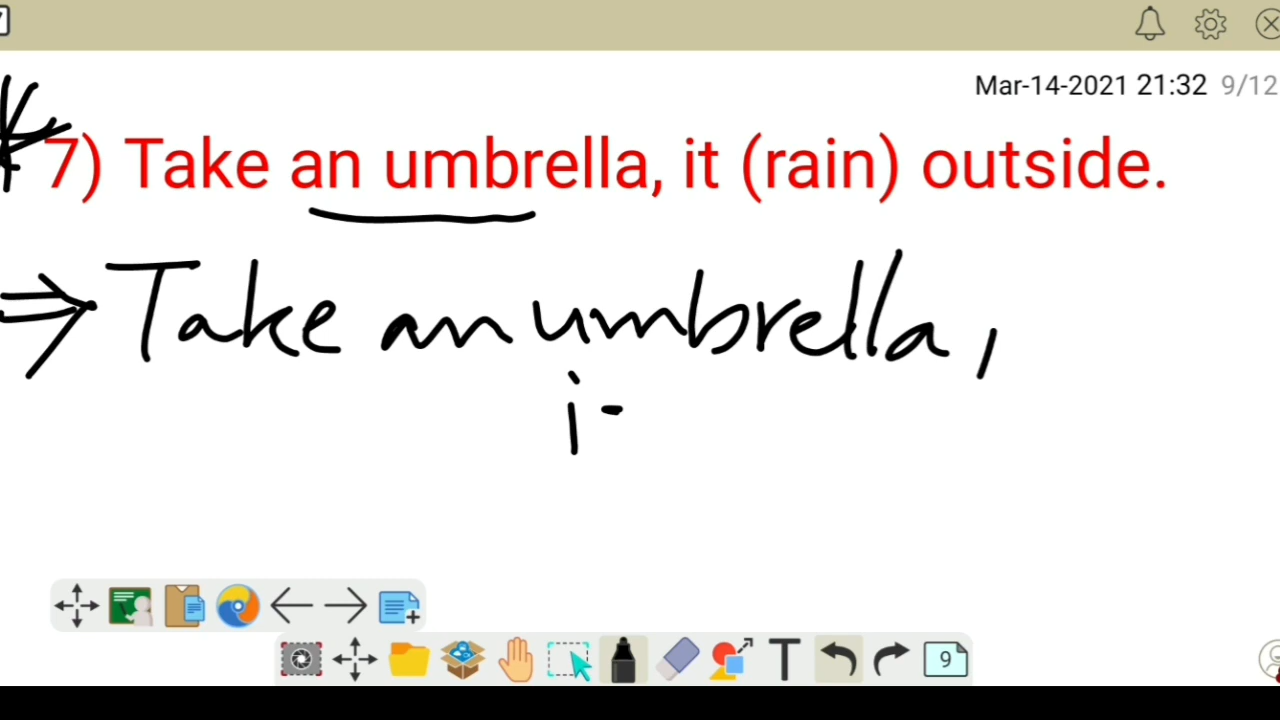 Mar-14-2021 21:32 9/12
7) Take an umbrella, it (rain) outside.
⇒ Take an umbrella,
i
T
9